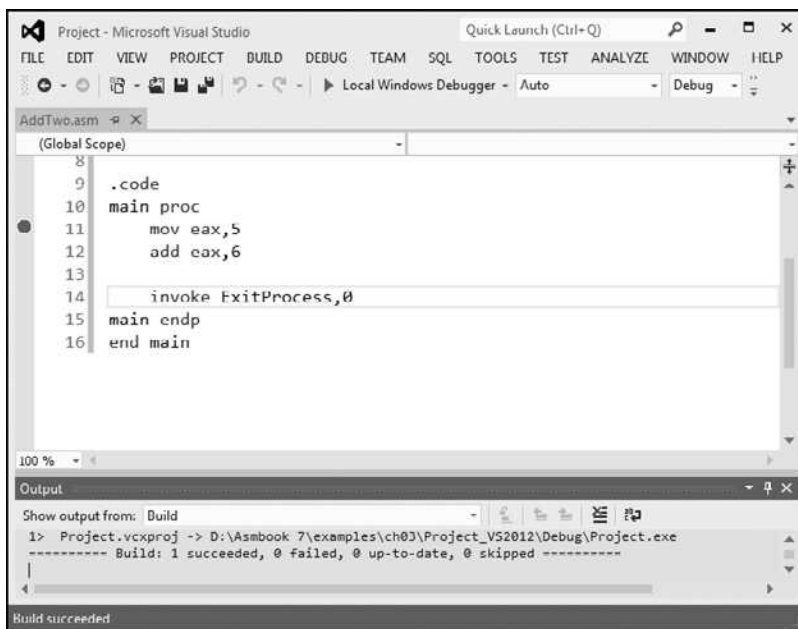 Project - Microsoft Visual Studio
Quick Launch (Ctrl+Q)
FILE EDIT VIEW PROJECT BUILD DEBUG TEAM SQL TOOLS TEST ANALYZE WINDOW HELP
Local Windows Debugger - Auto - Debug -
AddTwo.asm
(Global Scope)
8
9 .code
10 main proc
11 mov eax,5
12 add eax,6
13
14 invoke ExitProcess,0
15 main endp
16 end main
100 %
Output
Show output from: Build
1> Project.vcxproj -> D:\Asmbook 7\examples\ch03\Project_VS2012\Debug\Project.exe
---------- Build: 1 succeeded, 0 failed, 0 up-to-date, 0 skipped ----------
Build succeeded